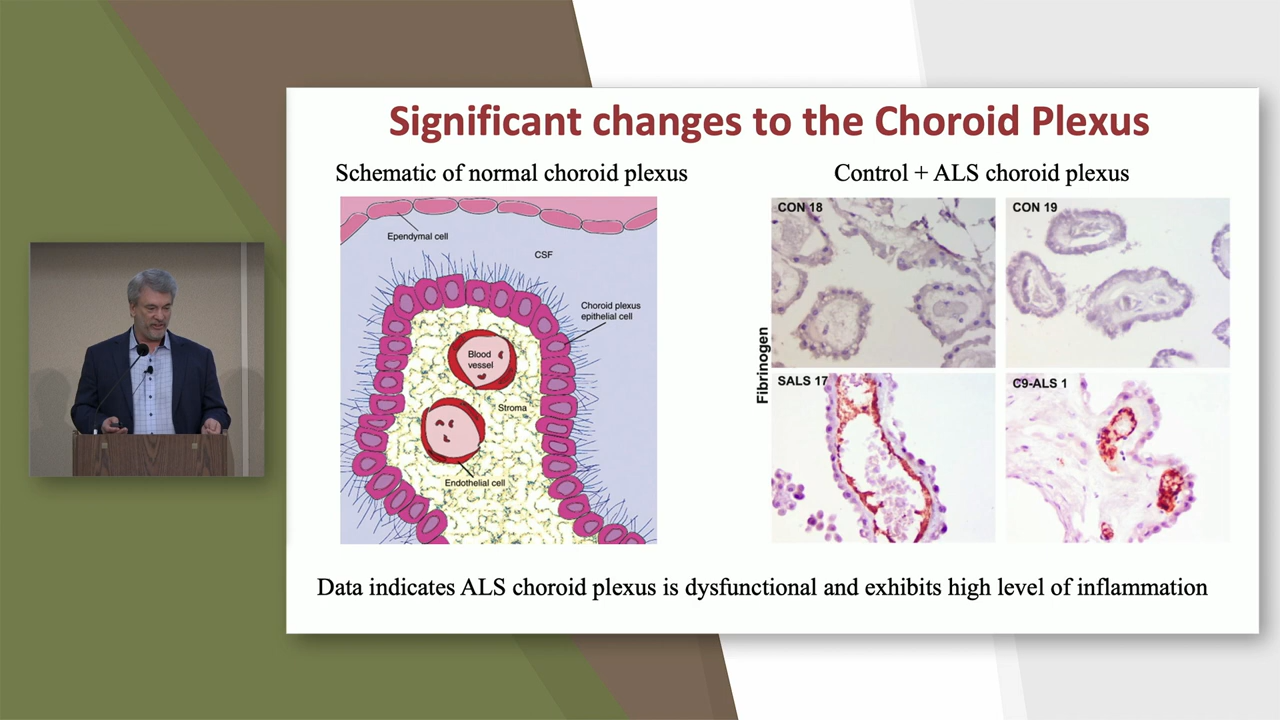 Significant changes to the Choroid Plexus
Schematic of normal choroid plexus
Ependymal cell
CSF
Choroid plexus
epithelial cell
Blood
vessel
Stroma
Endothelial cell
Control + ALS choroid plexus
Fibrinogen
CON 18
CON 19
SALS 17
C9-ALS 1
Data indicates ALS choroid plexus is dysfunctional and exhibits high level of inflammation